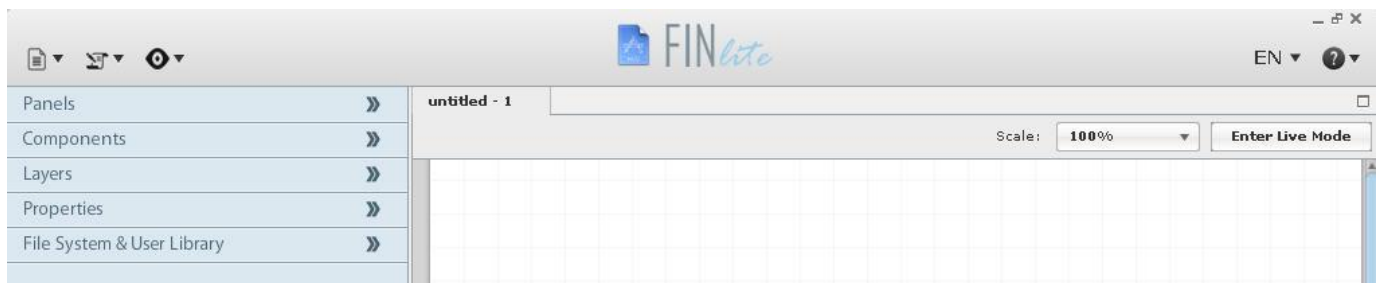 FINlite
EN
?
Panels
Components
Layers
Properties
File System & User Library
untitled - 1
Scale: 100% Enter Live Mode